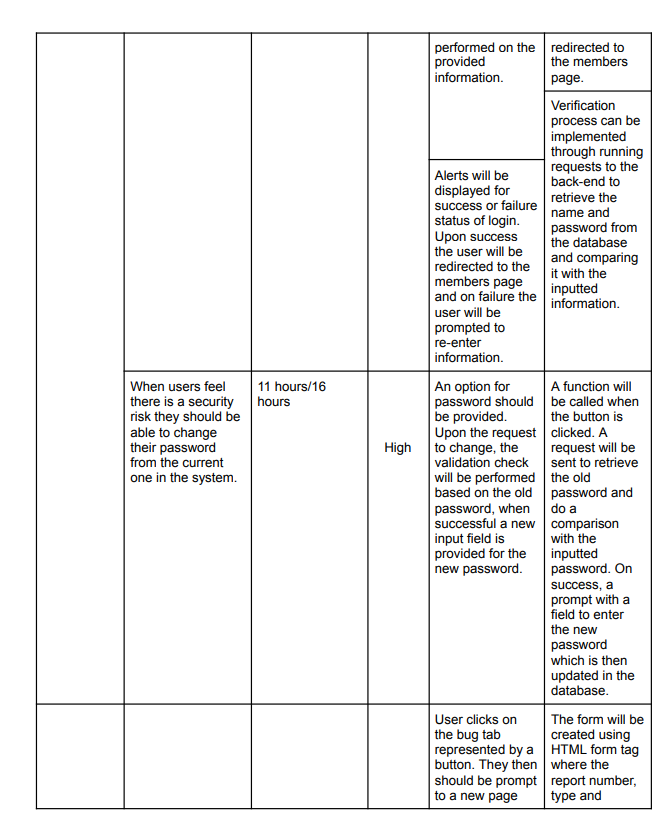 performed on the
provided
information.
redirected to
the members
page.
Verification
process can be
implemented
through running
requests to the
back-end to
retrieve the
name and
password from
the database
and comparing
it with the
inputted
information.
Alerts will be
displayed for
success or failure
status of login.
Upon success
the user will be
redirected to the
members page
and on failure the
user will be
prompted to
re-enter
information.
When users feel
there is a security
risk they should be
able to change
their password
from the current
one in the system.
11 hours/16
hours
High
An option for
password should
be provided.
Upon the request
to change, the
validation check
will be performed
based on the old
password, when
successful a new
input field is
provided for the
new password.
A function will
be called when
the button is
clicked. A
request will be
sent to retrieve
the old
password and
do a
comparison
with the
inputted
password. On
success, a
prompt with a
field to enter
the new
password
which is then
updated in the
database.
User clicks on
the bug tab
represented by a
button. They then
should be prompt
to a new page
The form will be
created using
HTML form tag
where the
report number,
type and